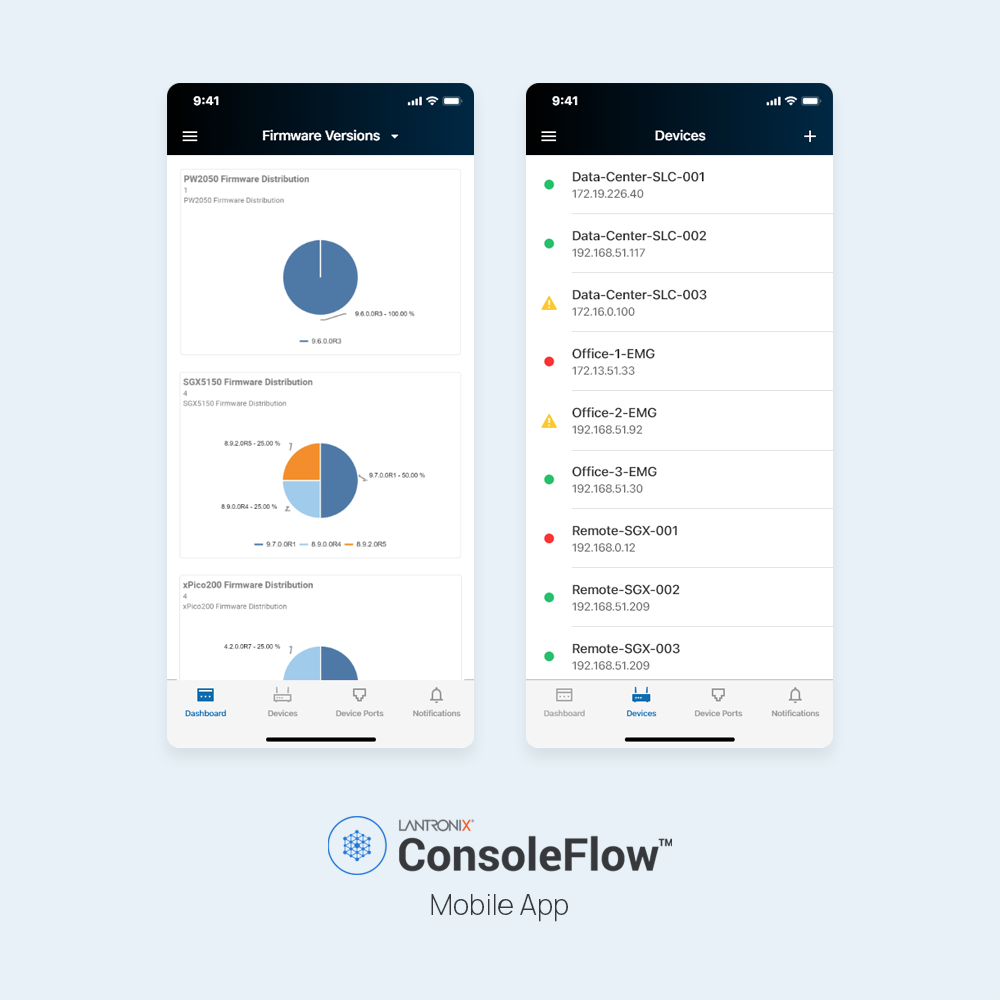 9:41
Firmware Versions
PW2050 Firmware Distribution
1
PW2050 Firmware Distribution
9.6.0.0R3 - 100.00 %
9.6.0.0R3
SGX5150 Firmware Distribution
4
SGX5150 Firmware Distribution
8.9.2.0R5 - 25.00 %
9.7.0.0R1 - 50.00 %
8.9.0.0R4 - 25.00 %
9.7.0.0R1 8.9.0.0R4 8.9.2.0R5
xPico200 Firmware Distribution
4
xPico200 Firmware Distribution
4.2.0.0R7 - 25.00 %
Dashboard Devices Device Ports Notifications
9:41
Devices
Data-Center-SLC-001
172.19.226.40
Data-Center-SLC-002
192.168.51.117
Data-Center-SLC-003
172.16.0.100
Office-1-EMG
172.13.51.33
Office-2-EMG
192.168.51.92
Office-3-EMG
192.168.51.30
Remote-SGX-001
192.168.0.12
Remote-SGX-002
192.168.51.209
Remote-SGX-003
192.168.51.209
Dashboard Devices Device Ports Notifications
LANTRONIX®
ConsoleFlow™
Mobile App